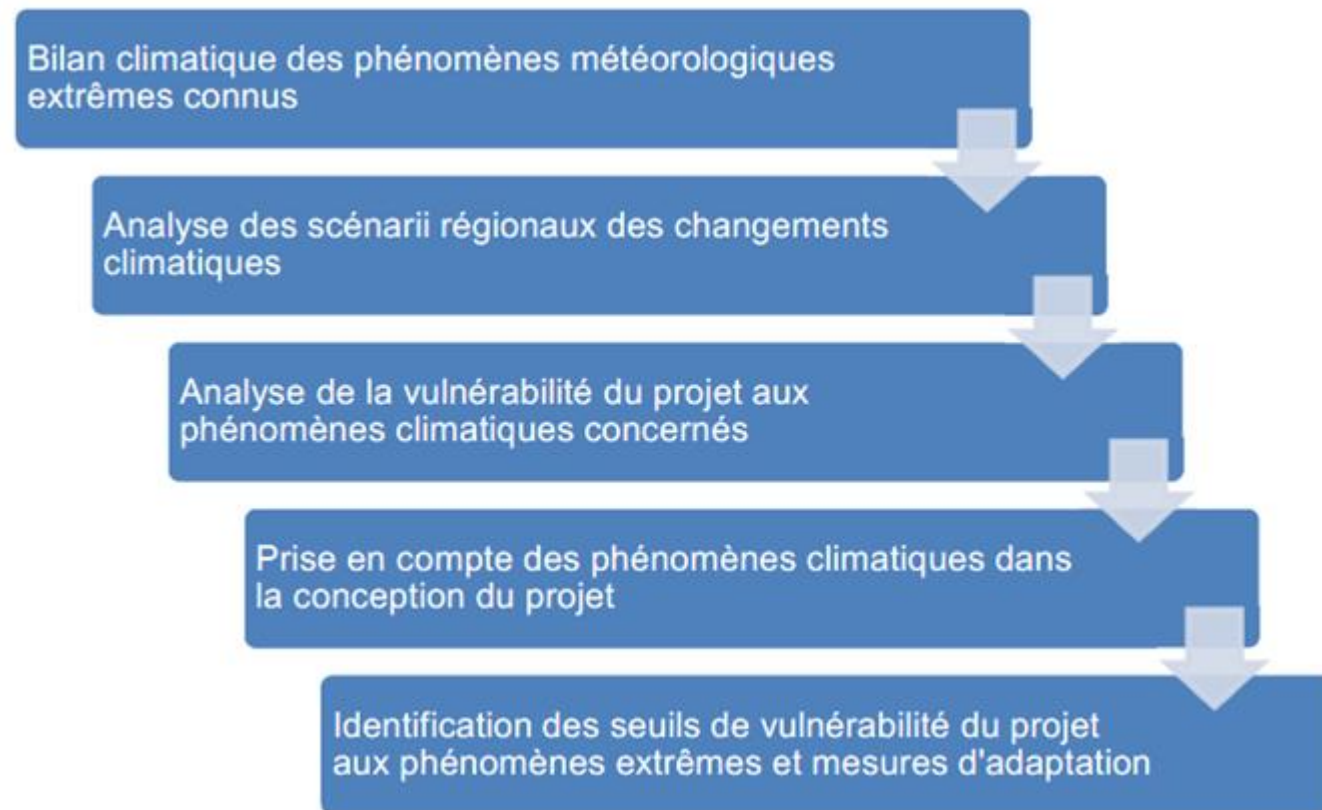 Bilan climatique des phénomènes météorologiques
extrêmes connus
Analyse des scénarii régionaux des changements
climatiques
Analyse de la vulnérabilité du projet aux
phénomènes climatiques concernés
Prise en compte des phénomènes climatiques dans
la conception du projet
Identification des seuils de vulnérabilité du projet
aux phénomènes extrêmes et mesures d'adaptation